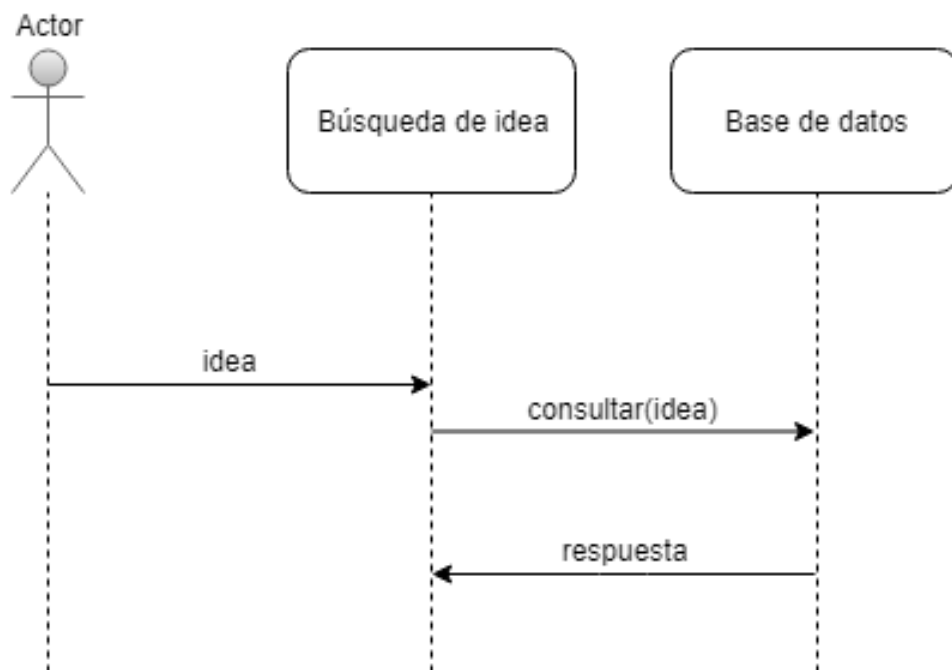 Actor
Búsqueda de idea
Base de datos
idea
consultar(idea)
respuesta